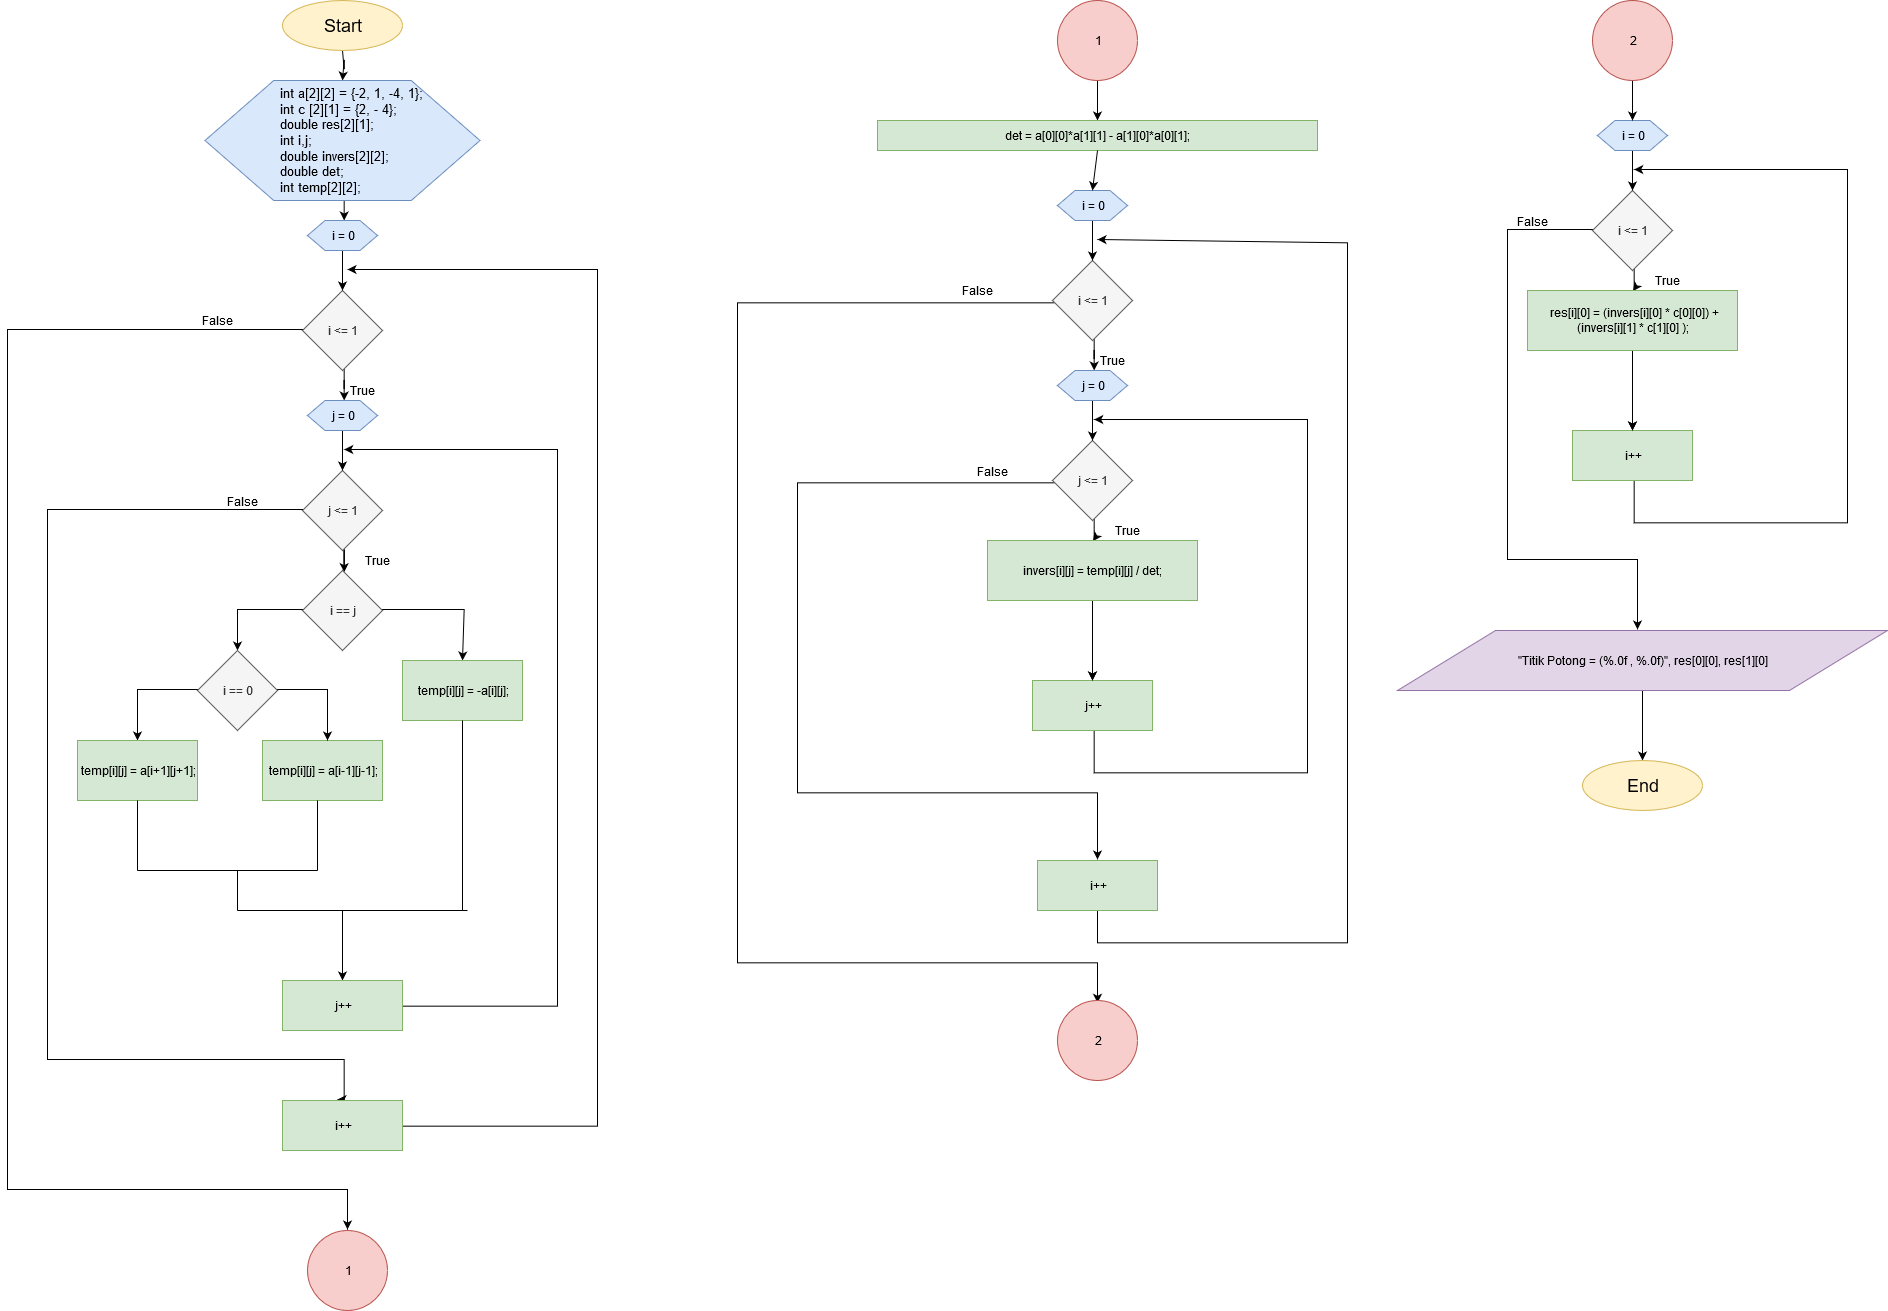 Start
int a[2][2] = {-2, 1, -4, 1};
int c [2][1] = {2, - 4};
double res[2][1];
int i,j;
double invers[2][2];
double det;
int temp[2][2];
i = 0
False
i <= 1
True
j = 0
False
j <= 1
True
i == j
i == 0
temp[i][j] = -a[i][j];
temp[i][j] = a[i+1][j+1];
temp[i][j] = a[i-1][j-1];
j++
i++
1
1
det = a[0][0]*a[1][1] - a[1][0]*a[0][1];
i = 0
False
i <= 1
True
j = 0
False
j <= 1
True
invers[i][j] = temp[i][j] / det;
j++
i++
2
2
i = 0
False
i <= 1
True
res[i][0] = (invers[i][0] * c[0][0]) +
(invers[i][1] * c[1][0] );
i++
"Titik Potong = (%.0f , %.0f)", res[0][0], res[1][0]
End